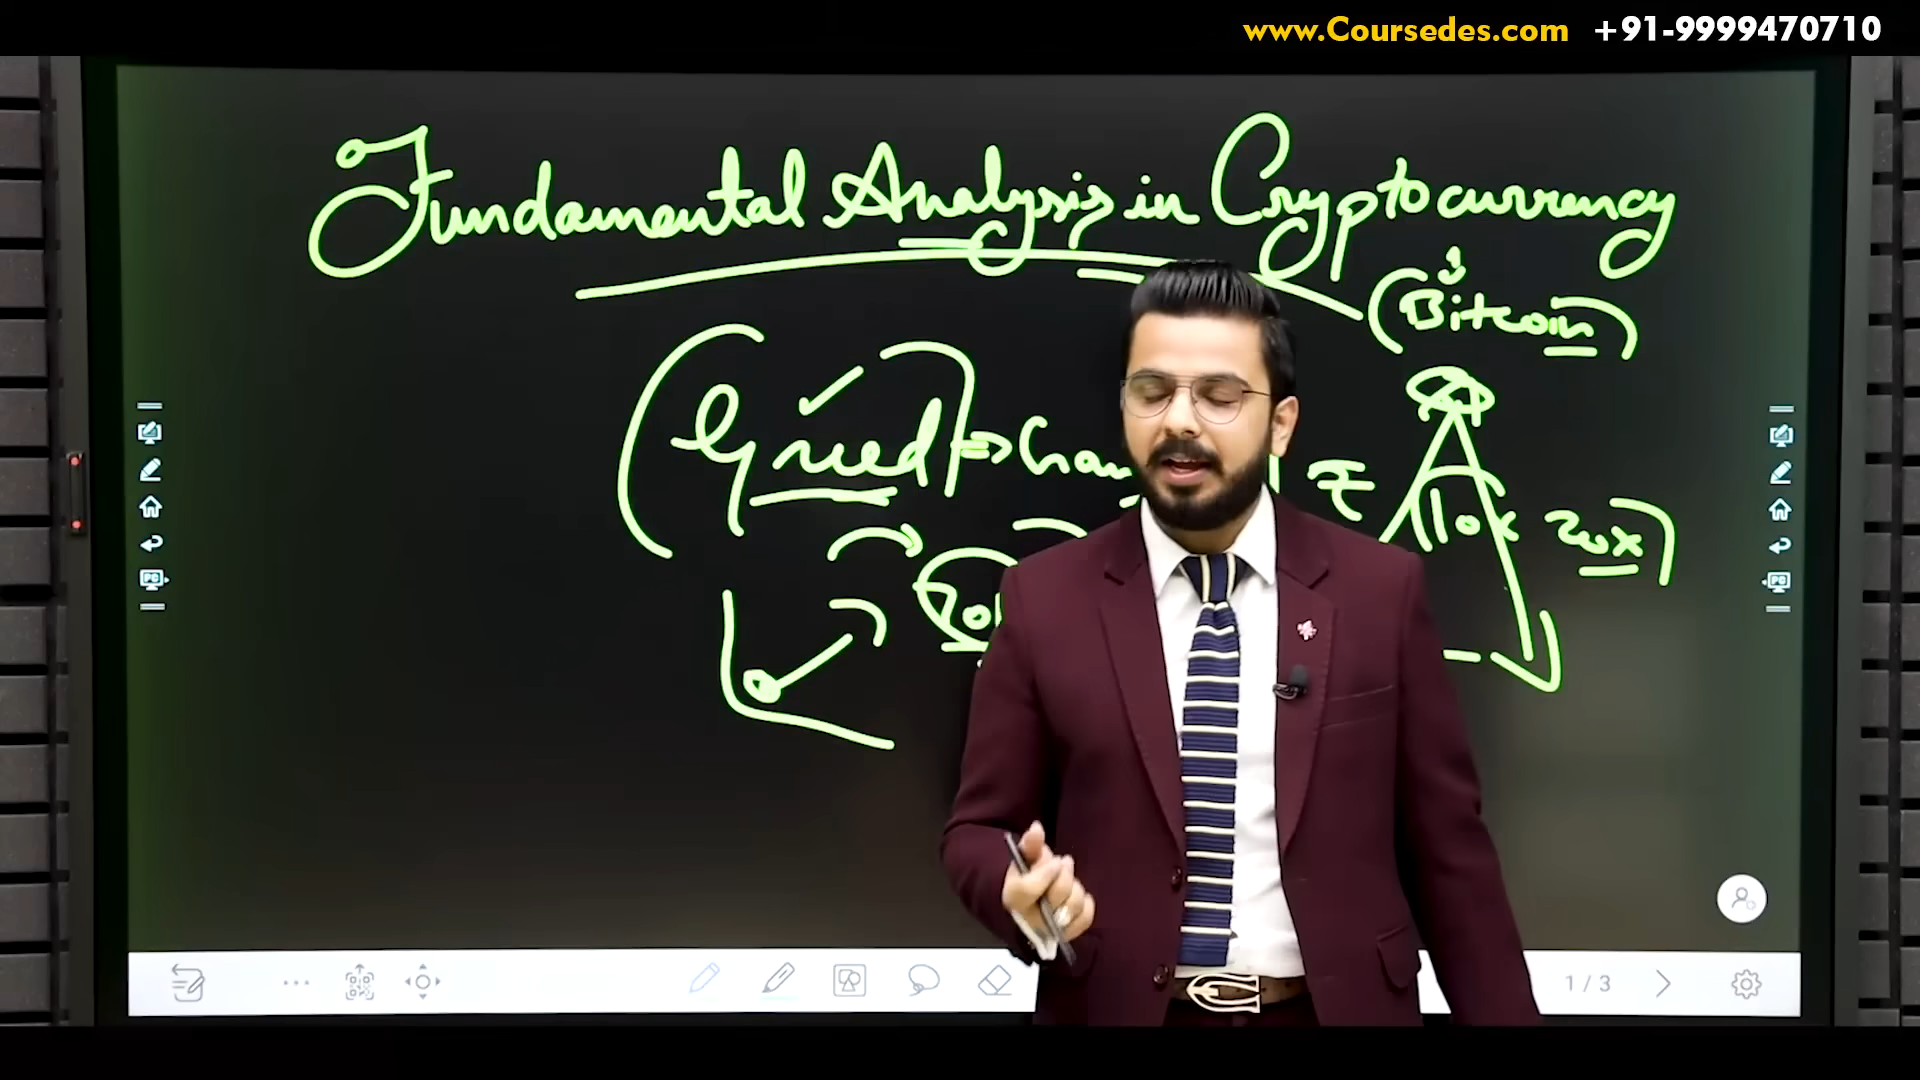 www.Coursedes.com +91-9999470710
Fundamental Analysis in Cryptocurrency
(Bitcoin)
(Greed) ⇒
₹
10x 20x
1/3